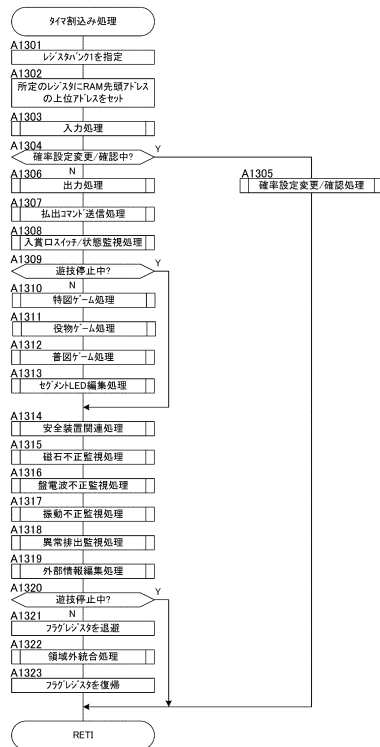 タイマ割込み処理
A1301
レジスタバンク1を指定
A1302
所定のレジスタにRAM先頭アドレス
の上位アドレスをセット
A1303
入力処理
A1304
確率設定変更/確認中?
Y
N
A1305
確率設定変更/確認処理
A1306
出力処理
A1307
払出コマンド送信処理
A1308
入賞口スイッチ/状態監視処理
A1309
遊技停止中?
Y
N
A1310
特図ゲーム処理
A1311
役物ゲーム処理
A1312
普図ゲーム処理
A1313
セグメントLED編集処理
A1314
安全装置関連処理
A1315
磁石不正監視処理
A1316
盤電波不正監視処理
A1317
振動不正監視処理
A1318
異常排出監視処理
A1319
外部情報編集処理
A1320
遊技停止中?
Y
N
A1321
フラグレジスタを退避
A1322
領域外統合処理
A1323
フラグレジスタを復帰
RETI